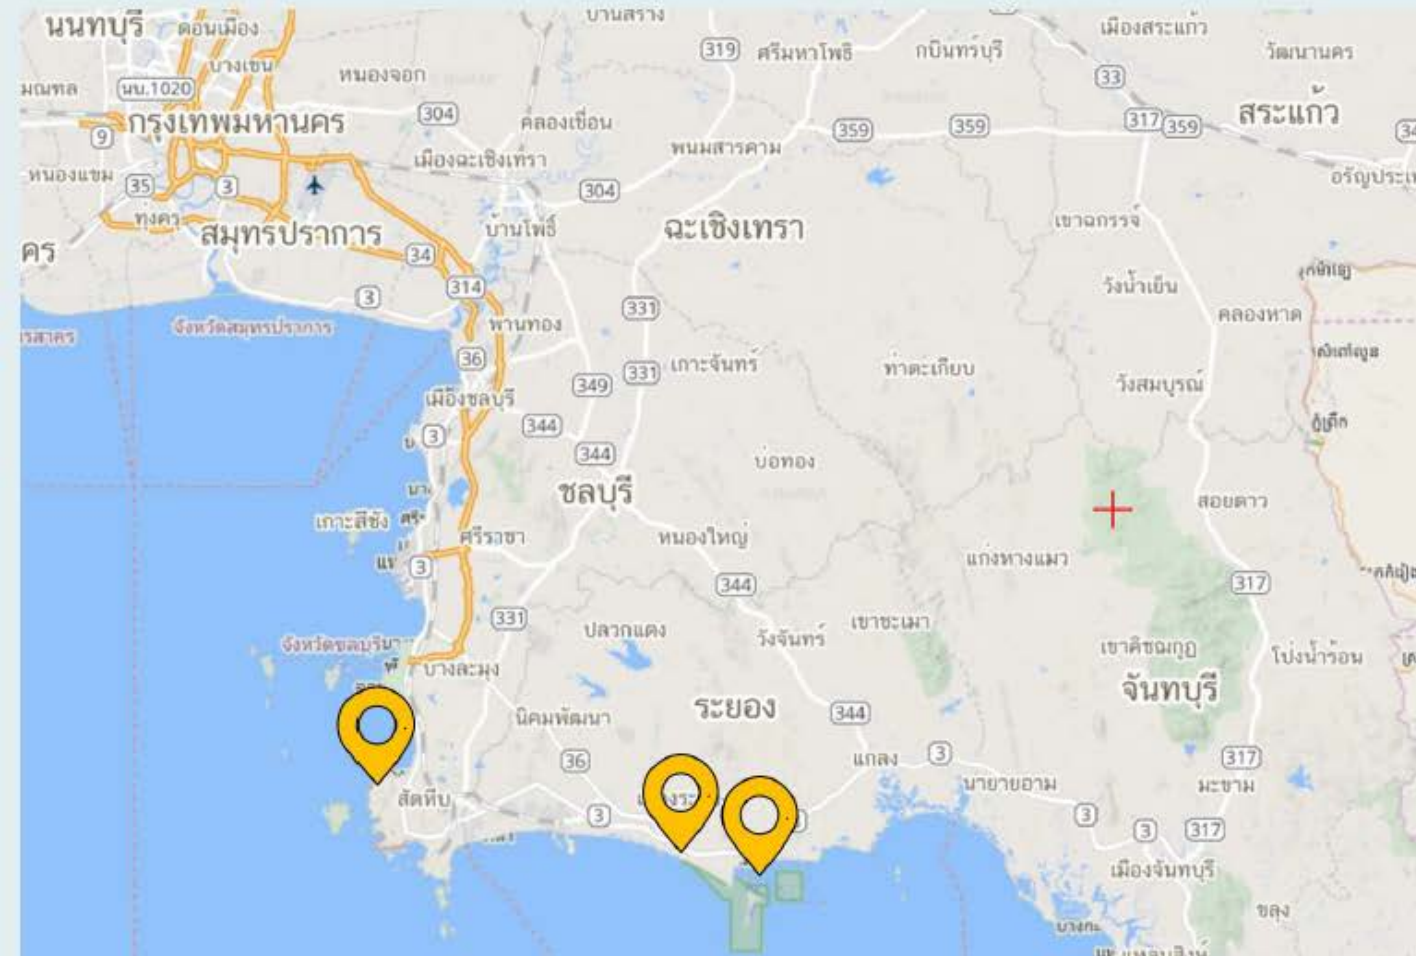 บ้านสร้าง
นนทบุรี
ดอนเมือง
เมืองสระแก้ว
319
ศรีมหาโพธิ
กบินทร์บุรี
วัฒนานคร
บางเขน
หนองจอก
33
มณฑล
นบ.1020
304
คลองเขื่อน
สระแก้ว
กรุงเทพมหานคร
317
359
359
359
9
พนมสารคาม
เมืองฉะเชิงเทรา
หนองแขม
35
3
304
ทุ่งครุ
เขาฉกรรจ์
สมุทรปราการ
บ้านโพธิ์
ฉะเชิงเทรา
คร
34
314
วังน้ำเย็น
3
331
คลองหาด
จังหวัดสมุทรปราการ
พานทอง
รสาคร
36
331
เกาะจันทร์
ท่าตะเกียบ
349
วังสมบูรณ์
เมืองชลบุรี
344
3
344
บ่อทอง
ชลบุรี
สอยดาว
เกาะสีชัง
ศรีราชา
หนองใหญ่
แก่งหางแมว
3
344
317
331
ปลวกแดง
วังจันทร์
เขาชะเมา
จังหวัดชลบุรี
เขาคิชฌกูฏ
โป่งน้ำร้อน
บางละมุง
จันทบุรี
ระยอง
นิคมพัฒนา
344
36
แกลง
3
317
นายายอาม
มะขาม
สัตหีบ
3
3
3
317
เมืองจันทบุรี
ขลุง